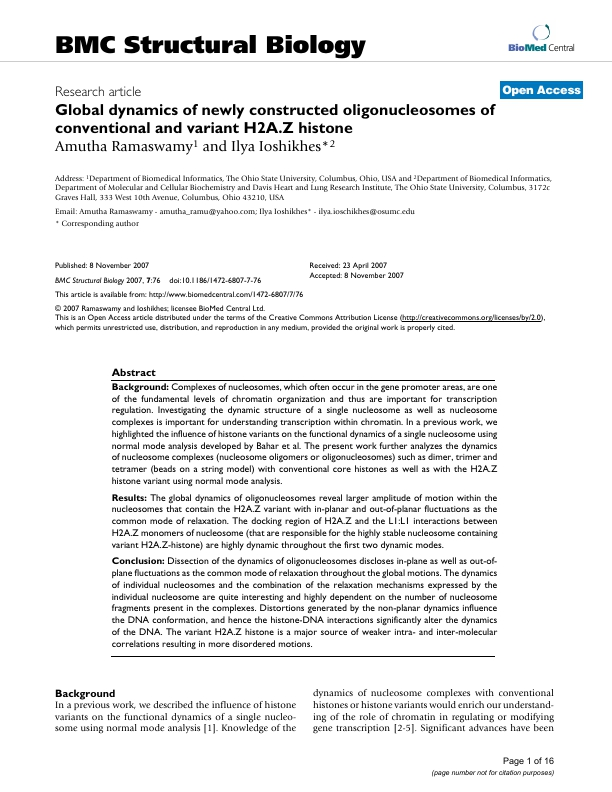 BMC Structural Biology
BioMed Central
Open Access
Research article
Global dynamics of newly constructed oligonucleosomes of
conventional and variant H2A.Z histone
Amutha Ramaswamy1 and Ilya Ioshikhes*2
Address: 1Department of Biomedical Informatics, The Ohio State University, Columbus, Ohio, USA and 2Department of Biomedical Informatics,
Department of Molecular and Cellular Biochemistry and Davis Heart and Lung Research Institute, The Ohio State University, Columbus, 3172c
Graves Hall, 333 West 10th Avenue, Columbus, Ohio 43210, USA
Email: Amutha Ramaswamy - amutha_ramu@yahoo.com; Ilya Ioshikhes* - ilya.ioschikhes@osumc.edu
* Corresponding author
Published: 8 November 2007
BMC Structural Biology 2007, 7:76 doi:10.1186/1472-6807-7-76
Received: 23 April 2007
Accepted: 8 November 2007
This article is available from: http://www.biomedcentral.com/1472-6807/7/76
© 2007 Ramaswamy and Ioshikhes; licensee BioMed Central Ltd.
This is an Open Access article distributed under the terms of the Creative Commons Attribution License (http://creativecommons.org/licenses/by/2.0),
which permits unrestricted use, distribution, and reproduction in any medium, provided the original work is properly cited.
Abstract
Background: Complexes of nucleosomes, which often occur in the gene promoter areas, are one
of the fundamental levels of chromatin organization and thus are important for transcription
regulation. Investigating the dynamic structure of a single nucleosome as well as nucleosome
complexes is important for understanding transcription within chromatin. In a previous work, we
highlighted the influence of histone variants on the functional dynamics of a single nucleosome using
normal mode analysis developed by Bahar et al. The present work further analyzes the dynamics
of nucleosome complexes (nucleosome oligomers or oligonucleosomes) such as dimer, trimer and
tetramer (beads on a string model) with conventional core histones as well as with the H2A.Z
histone variant using normal mode analysis.
Results: The global dynamics of oligonucleosomes reveal larger amplitude of motion within the
nucleosomes that contain the H2A.Z variant with in-planar and out-of-planar fluctuations as the
common mode of relaxation. The docking region of H2A.Z and the L1:L1 interactions between
H2A.Z monomers of nucleosome (that are responsible for the highly stable nucleosome containing
variant H2A.Z-histone) are highly dynamic throughout the first two dynamic modes.
Conclusion: Dissection of the dynamics of oligonucleosomes discloses in-plane as well as out-of-
plane fluctuations as the common mode of relaxation throughout the global motions. The dynamics
of individual nucleosomes and the combination of the relaxation mechanisms expressed by the
individual nucleosome are quite interesting and highly dependent on the number of nucleosome
fragments present in the complexes. Distortions generated by the non-planar dynamics influence
the DNA conformation, and hence the histone-DNA interactions significantly alter the dynamics
of the DNA. The variant H2A.Z histone is a major source of weaker intra- and inter-molecular
correlations resulting in more disordered motions.
Background
In a previous work, we described the influence of histone
variants on the functional dynamics of a single nucleo-
some using normal mode analysis [1]. Knowledge of the
dynamics of nucleosome complexes with conventional
histones or histone variants would enrich our understand-
ing of the role of chromatin in regulating or modifying
gene transcription [2-5]. Significant advances have been
Page 1 of 16
(page number not for citation purposes)